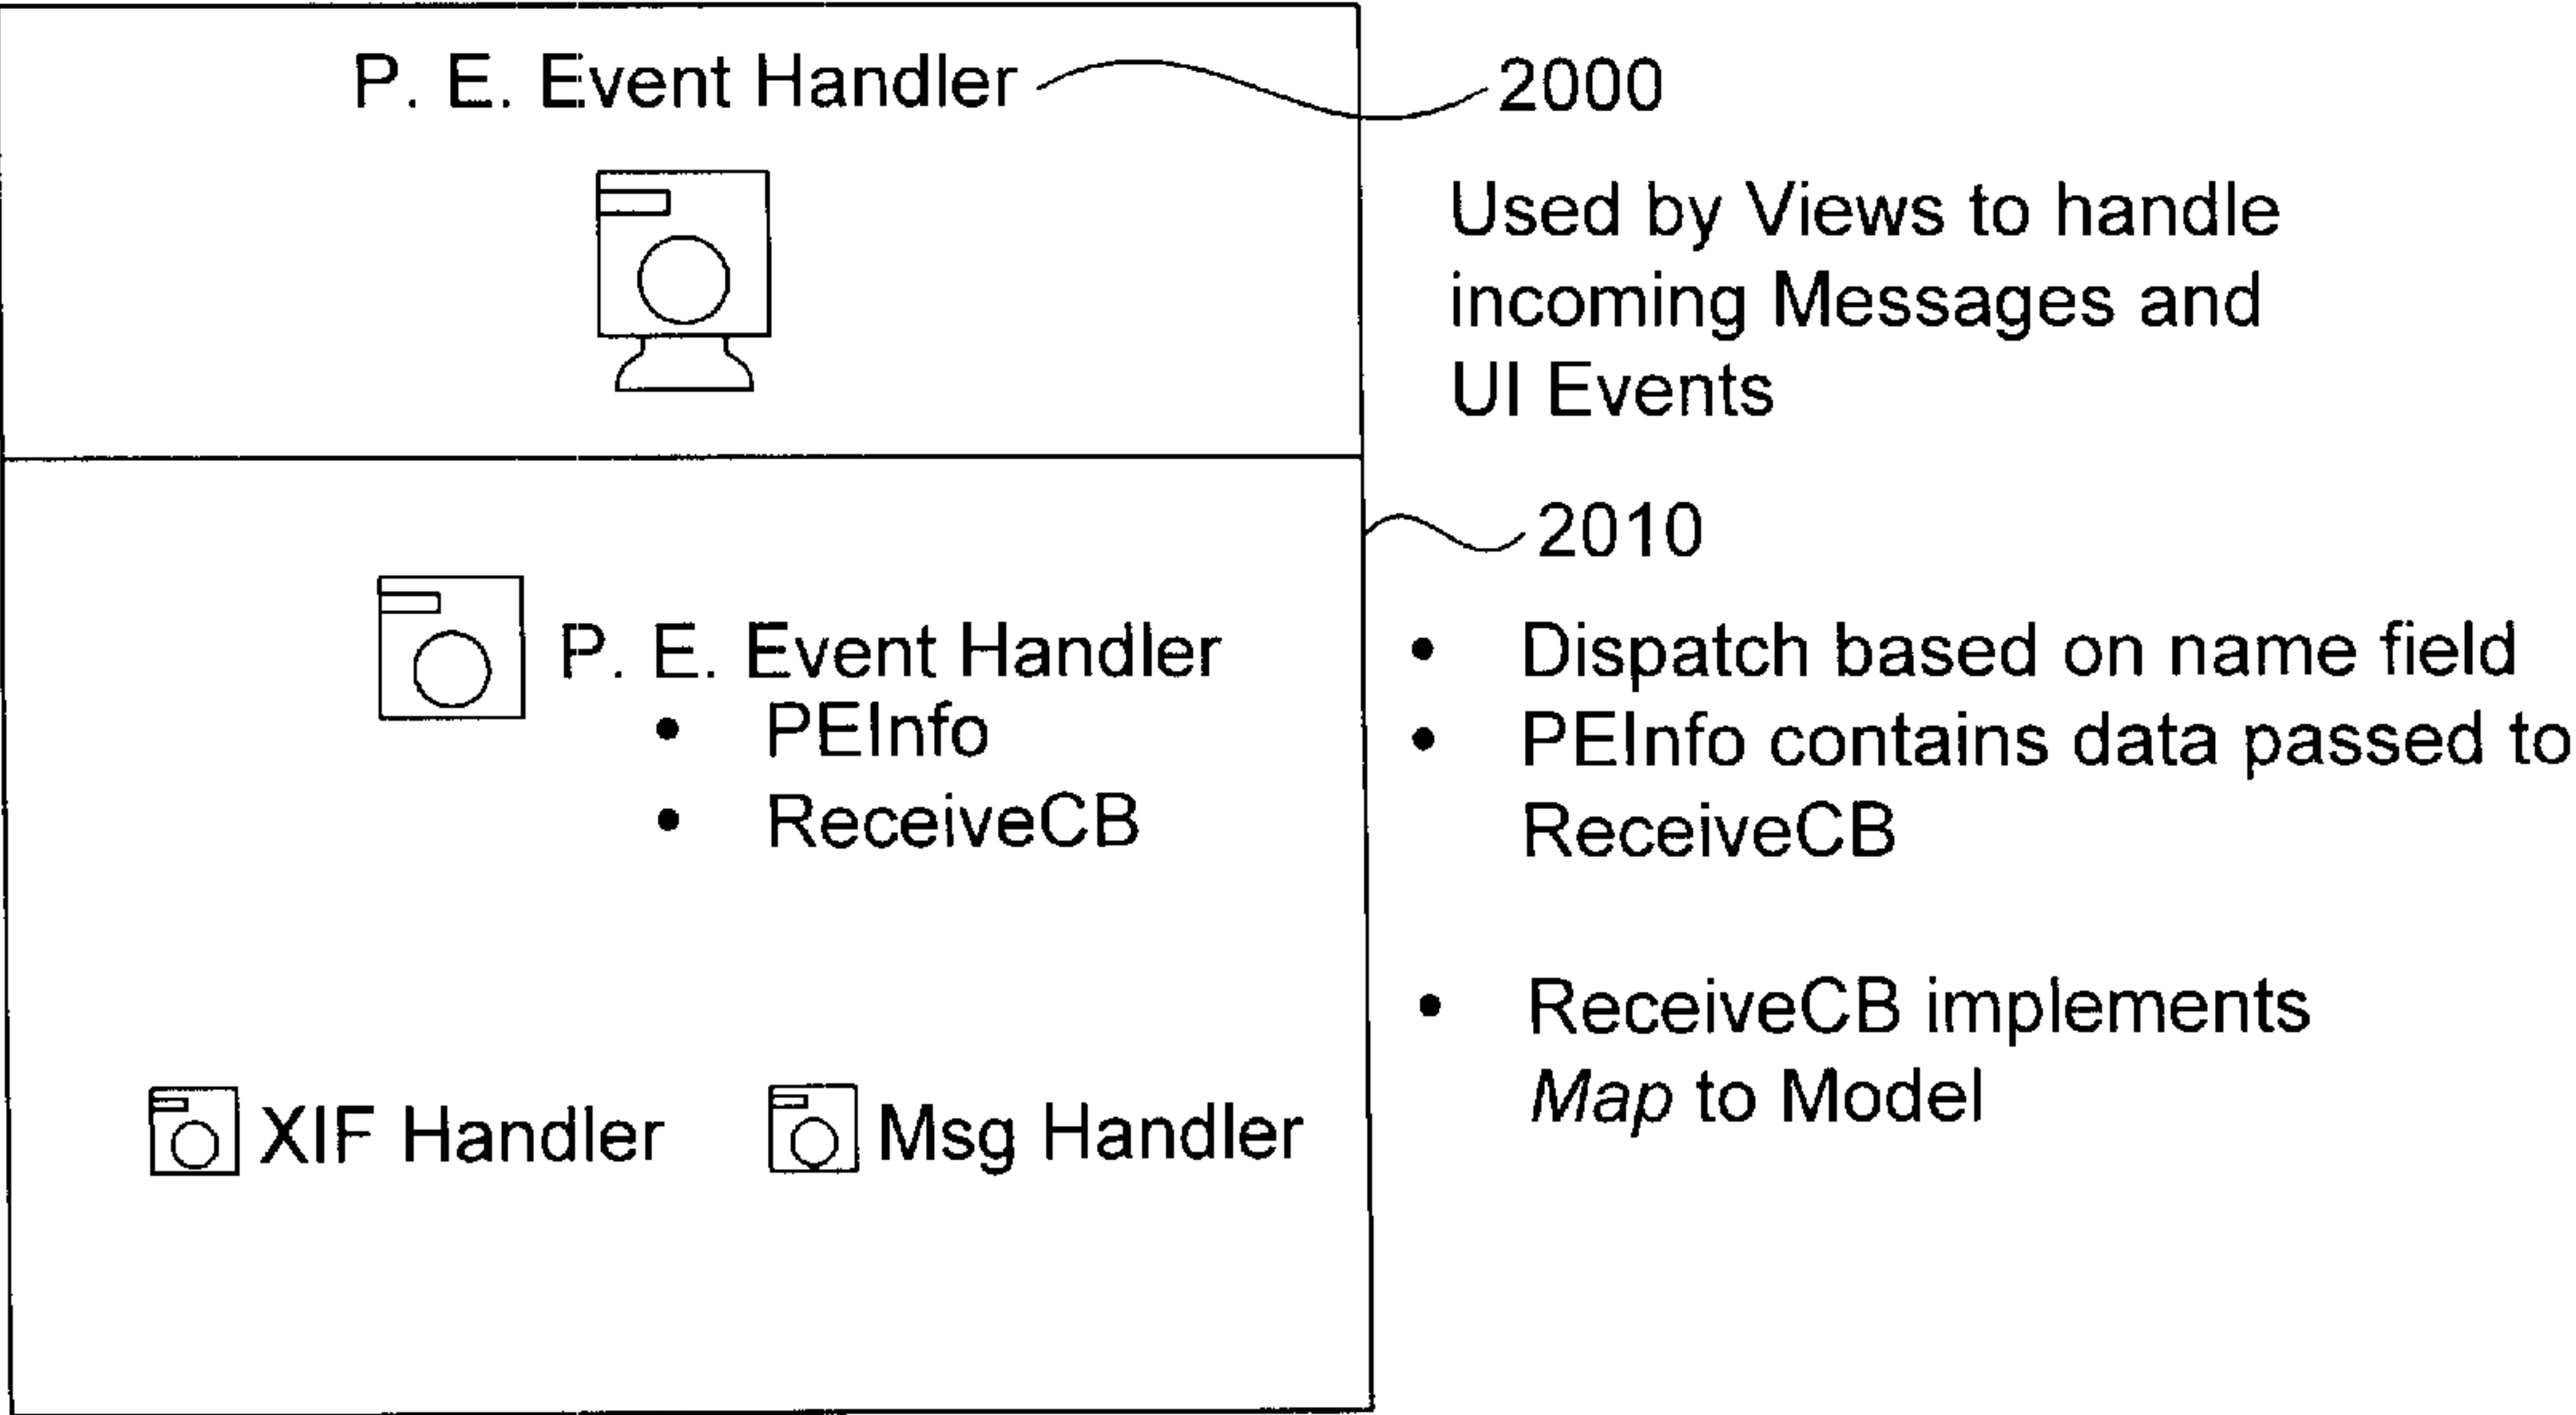 P. E. Event Handler
2000
Used by Views to handle
incoming Messages and
UI Events
2010
P. E. Event Handler
• PEInfo
• ReceiveCB
• Dispatch based on name field
• PEInfo contains data passed to
ReceiveCB
• ReceiveCB implements
Map to Model
XIF Handler
Msg Handler